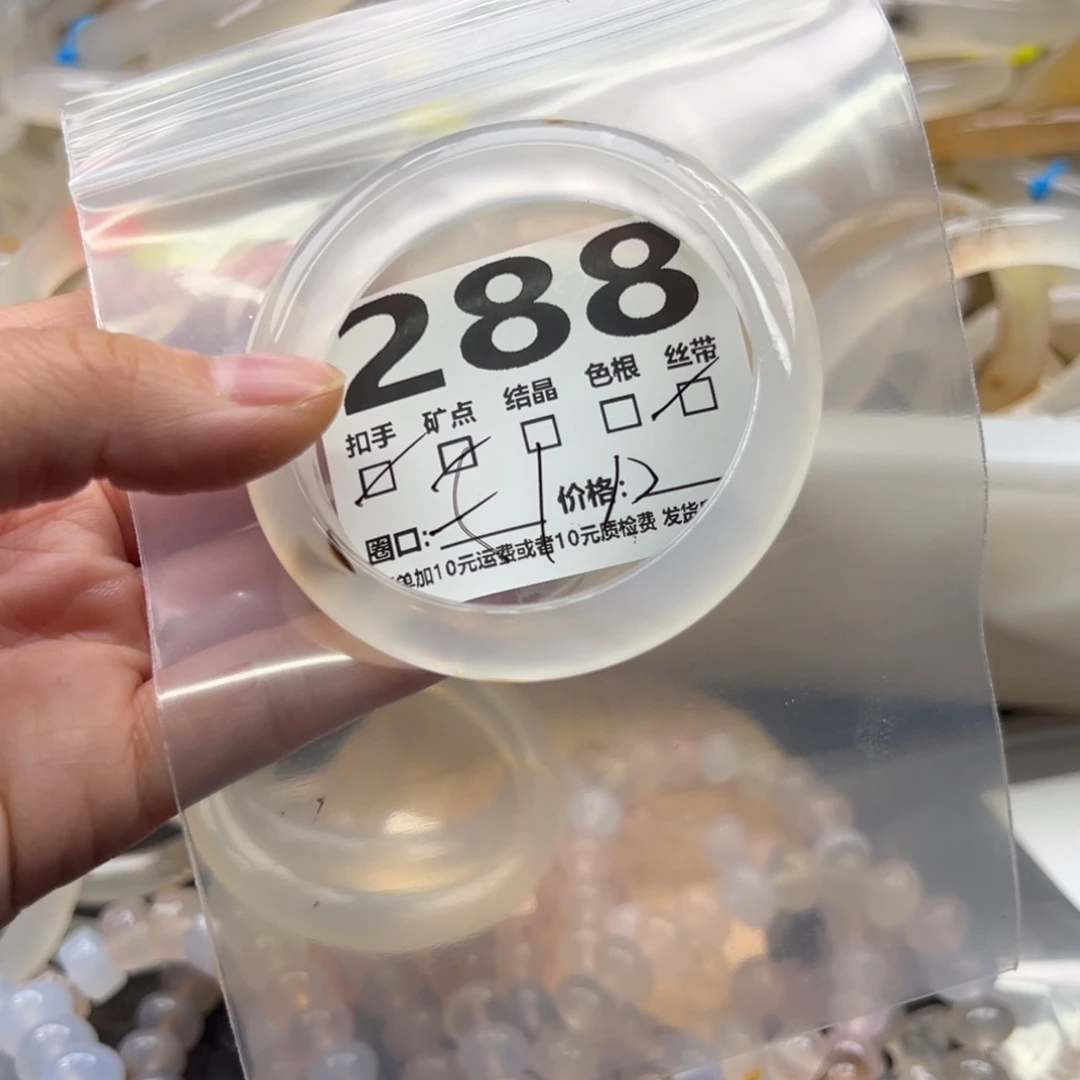 288
扣手 矿点 结晶 色根 丝带
圈口: 价格:
单加10元运费或者10元质检费 发货